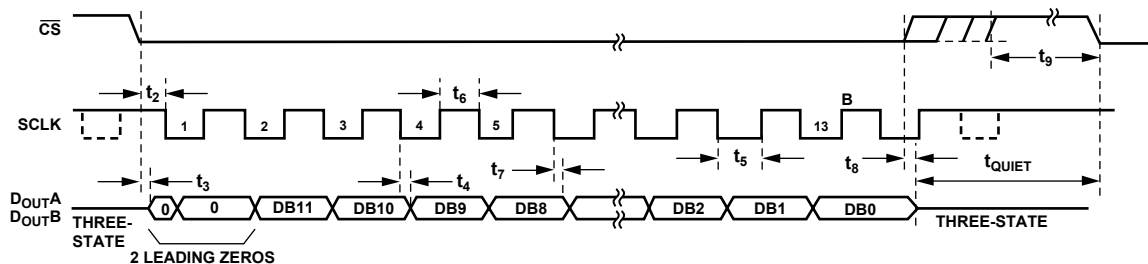 CS
t9
t2
t6
B
SCLK
1
2
3
4
5
13
t7
t5
t8
tQUIET
t3
t4
DOUTA
DOUTB
0
0
DB11
DB10
DB9
DB8
DB2
DB1
DB0
THREE-
STATE
THREE-STATE
2 LEADING ZEROS